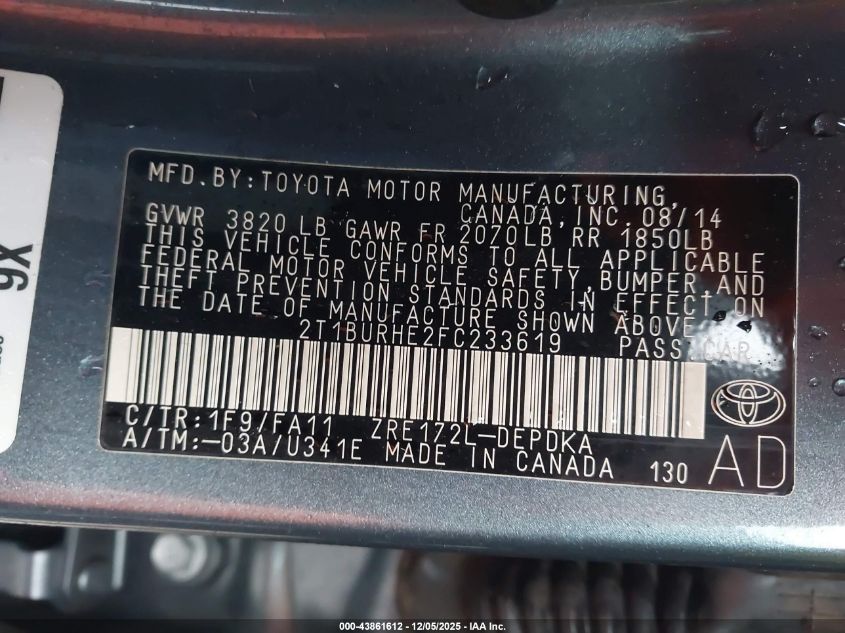 MFD.BY:TOYOTA MOTOR MANUFACTURING,
CANADA, INC. 08/14
GVWR 3820 LB GAWR FR 2070LB RR 1850LB
THIS VEHICLE CONFORMS TO ALL APPLICABLE
FEDERAL MOTOR VEHICLE SAFETY,BUMPER AND
THEFT PREVENTION STANDARDS IN EFFECT ON
THE DATE OF MANUFACTURE SHOWN ABOVE.
2T1BURHE2FC233619 PASS.CAR
C/TR:1F9/FA11 ZRE172L-DEPDKA
A/TM:-03A/U341E MADE IN CANADA 130
AD
9X
000-43861612 - 12/05/2025 - IAA Inc.